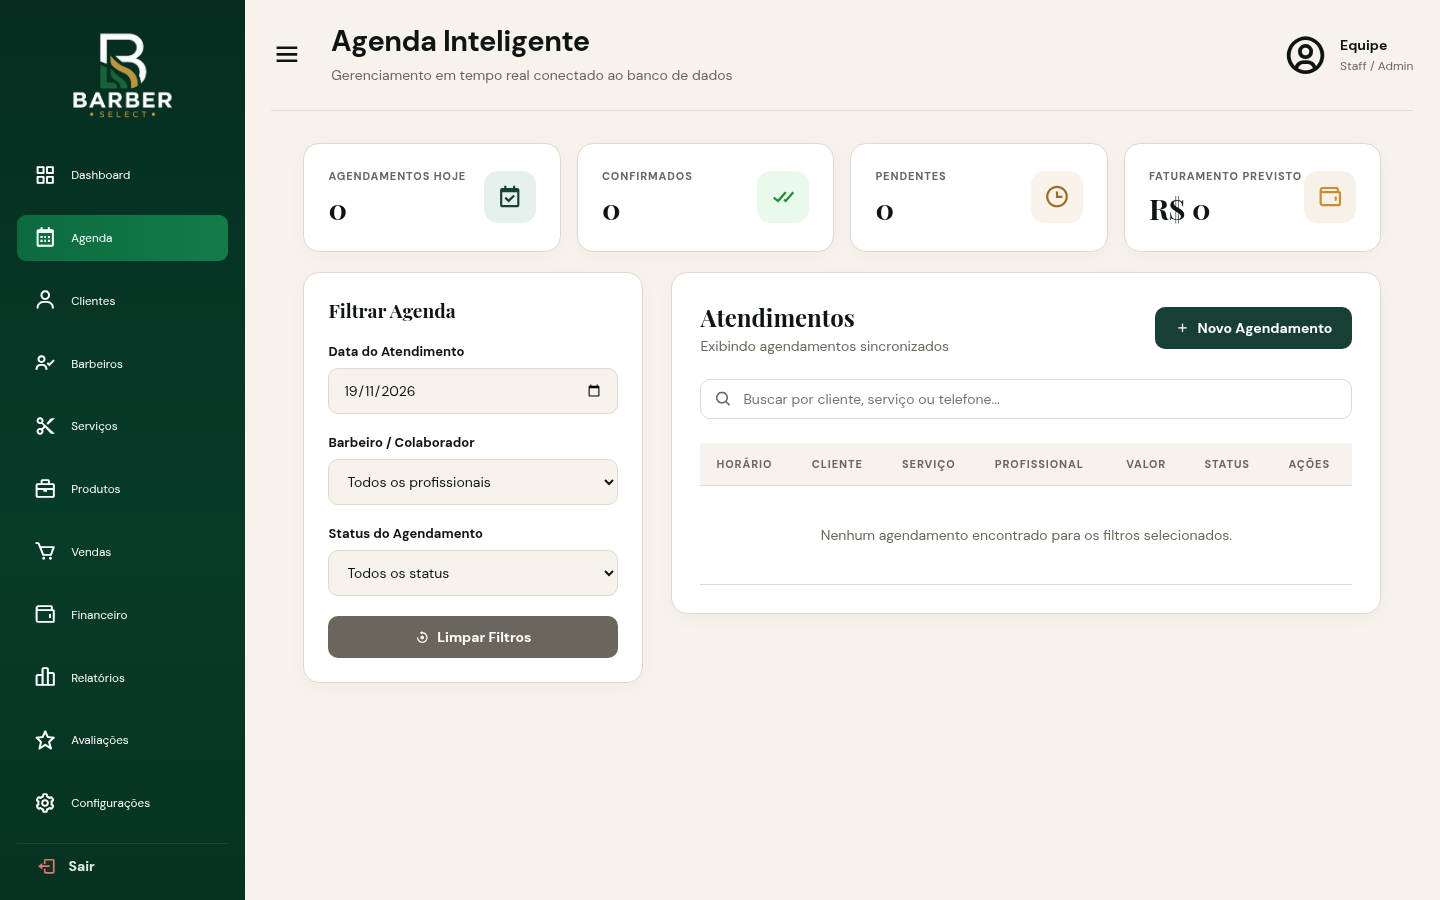 BARBER
SELECT
Dashboard
Agenda
Clientes
Barbeiros
Serviços
Produtos
Vendas
Financeiro
Relatórios
Avaliações
Configurações
Sair
Agenda Inteligente
Gerenciamento em tempo real conectado ao banco de dados
Equipe
Staff / Admin
AGENDAMENTOS HOJE
0
CONFIRMADOS
0
PENDENTES
0
FATURAMENTO PREVISTO
R$ 0
Filtrar Agenda
Data do Atendimento
19/11/2026
Barbeiro / Colaborador
Todos os profissionais
Status do Agendamento
Todos os status
Limpar Filtros
Atendimentos
Exibindo agendamentos sincronizados
+ Novo Agendamento
Buscar por cliente, serviço ou telefone...
HORÁRIO CLIENTE SERVIÇO PROFISSIONAL VALOR STATUS AÇÕES
Nenhum agendamento encontrado para os filtros selecionados.